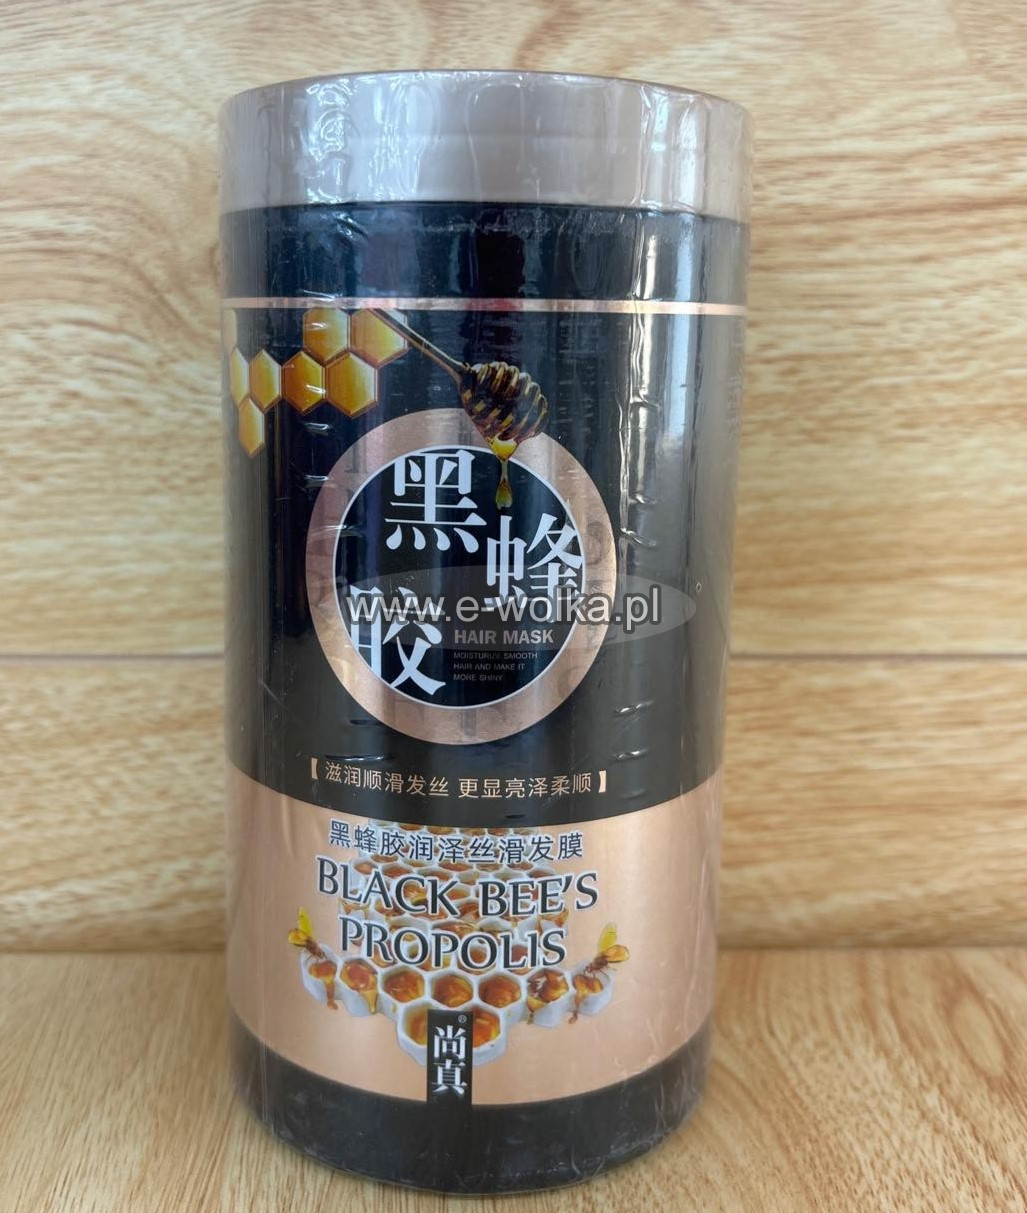 黑
蜂
胶
www.e-wolka.pl
HAIR MASK
MOISTURIZE SMOOTH
HAIR AND MAKE IT
MORE SHINY
【滋润顺滑发丝 更显亮泽柔顺】
黑蜂胶润泽丝滑发膜
BLACK BEE'S
PROPOLIS
尚真®